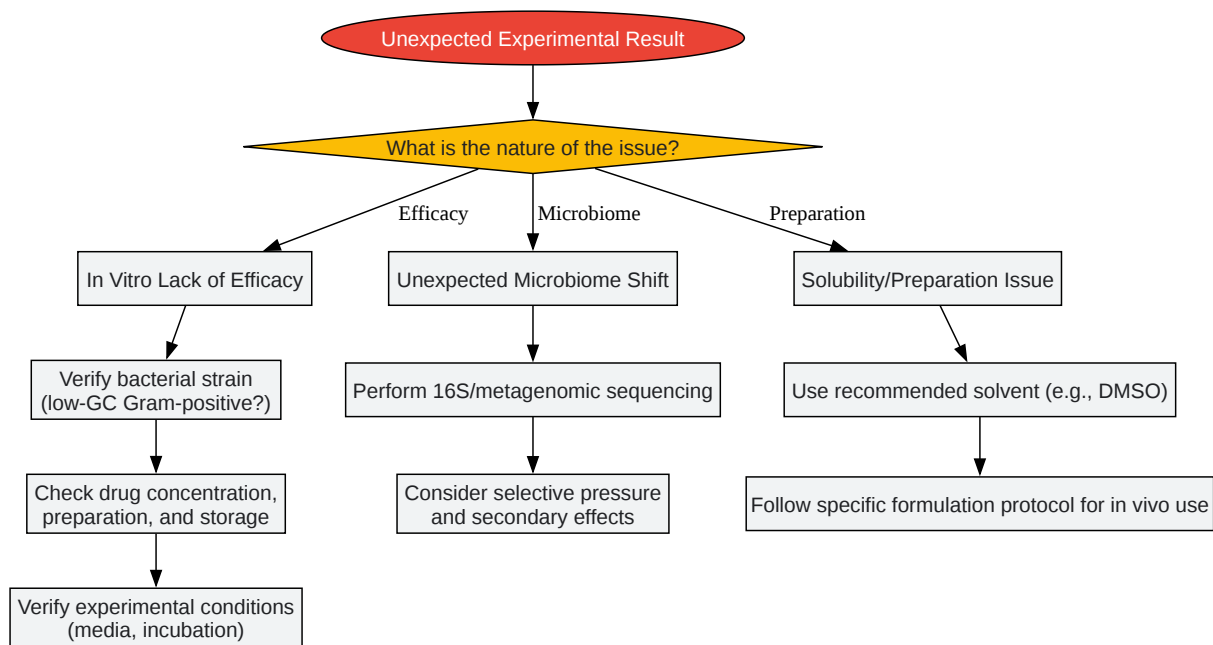 Unexpected Experimental Result
What is the nature of the issue?
Efficacy
Microbiome
Preparation
In Vitro Lack of Efficacy
Unexpected Microbiome Shift
Solubility/Preparation Issue
Verify bacterial strain
(low-GC Gram-positive?)
Perform 16S/metagenomic sequencing
Use recommended solvent (e.g., DMSO)
Check drug concentration,
preparation, and storage
Consider selective pressure
and secondary effects
Follow specific formulation protocol for in vivo use
Verify experimental conditions
(media, incubation)